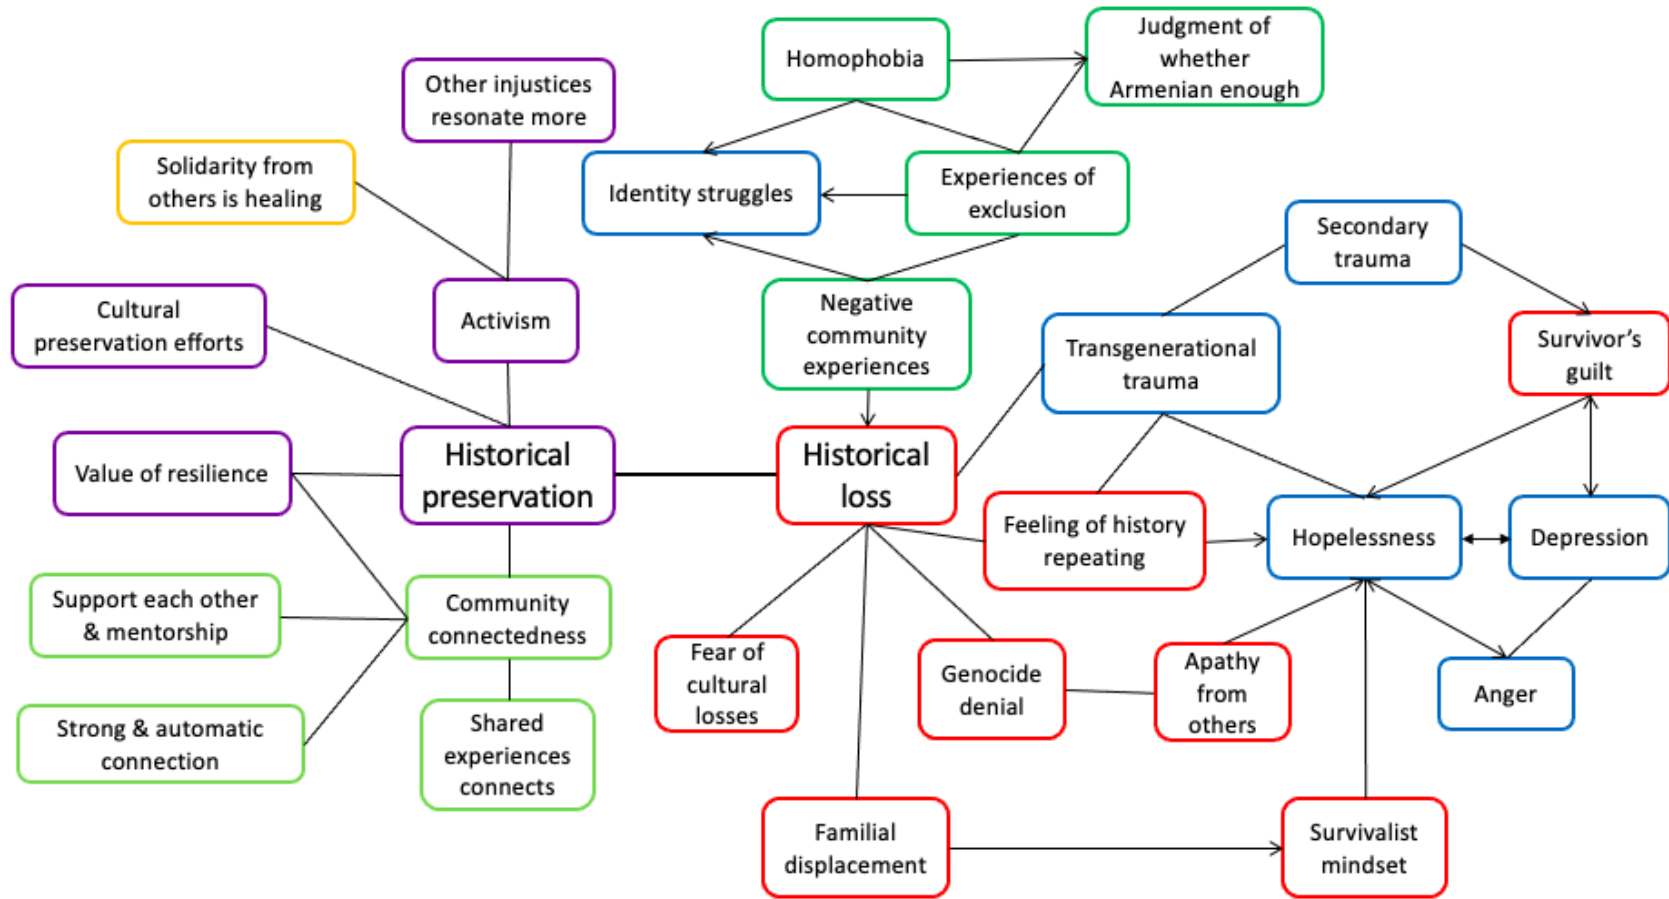 Homophobia
Judgment of
whether
Armenian enough
Other injustices
resonate more
Solidarity from
others is healing
Identity struggles
Experiences of
exclusion
Secondary
trauma
Cultural
preservation efforts
Activism
Negative
community
experiences
Transgenerational
trauma
Survivor’s
guilt
Value of resilience
Historical
preservation
Historical
loss
Feeling of history
repeating
Hopelessness
Depression
Support each other
& mentorship
Community
connectedness
Fear of
cultural
losses
Genocide
denial
Apathy
from
others
Anger
Strong & automatic
connection
Shared
experiences
connects
Familial
displacement
Survivalist
mindset